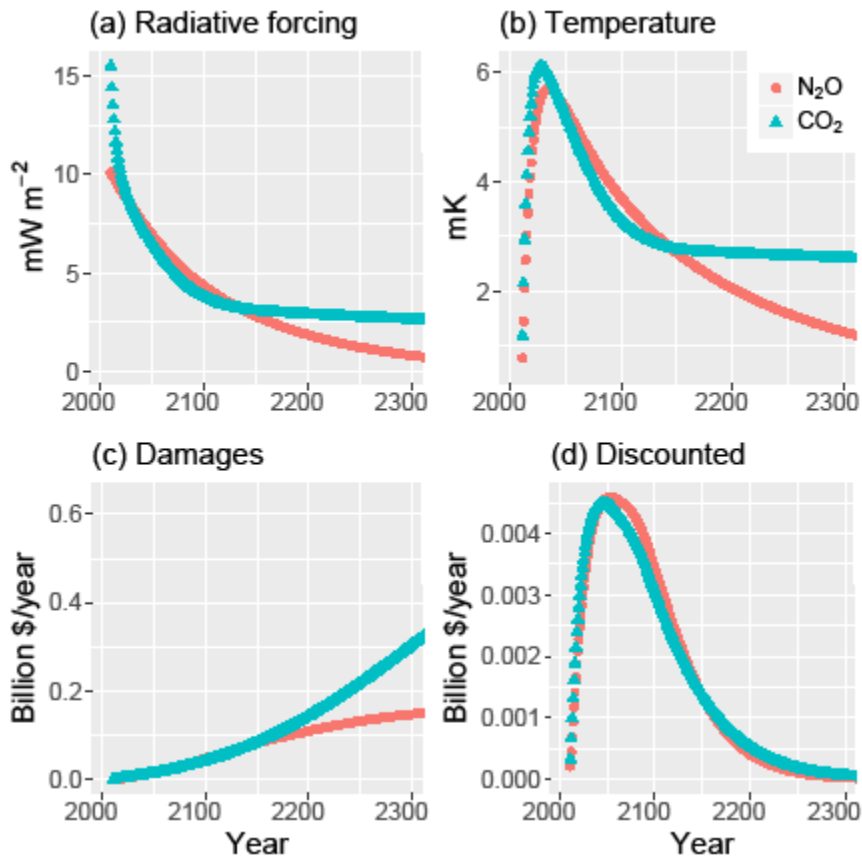 (a) Radiative forcing
(b) Temperature
15
10
5
0
mW m⁻²
2000 2100 2200 2300
6
4
2
mK
N₂O
CO₂
2000 2100 2200 2300
(c) Damages
(d) Discounted
0.6
0.4
0.2
0.0
Billion $/year
2000 2100 2200 2300
Year
0.004
0.003
0.002
0.001
0.000
Billion $/year
2000 2100 2200 2300
Year